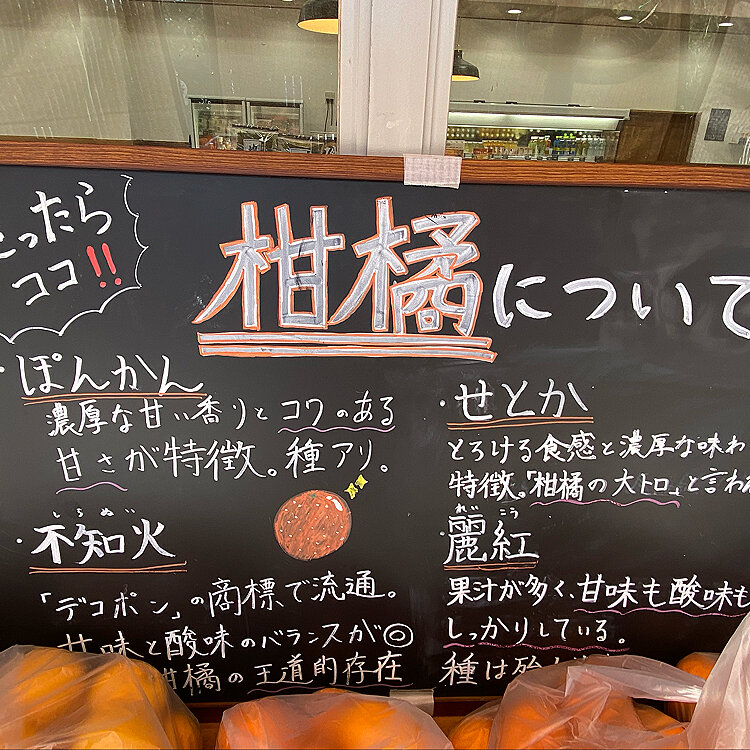 ったら
ココ!!
柑橘について
・ぽんかん
濃厚な甘い香りとコクのある
甘さが特徴。種アリ。
しらぬい
・不知火
「デコポン」の商標で流通。
甘味と酸味のバランスが◎
柑橘の王道的存在
・せとか
とろける食感と濃厚な味わ
特徴。「柑橘の大トロ」と言われ
れいこう
・麗紅
果汁が多く、甘味も酸味も
しっかりしている。
種は